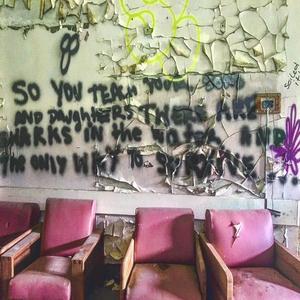 SO YOU TEACH YOUR SONS
AND DAUGHTERS THERE ARE
SHARKS IN the WATER AND
THE ONLY WAY TO SURVIVE